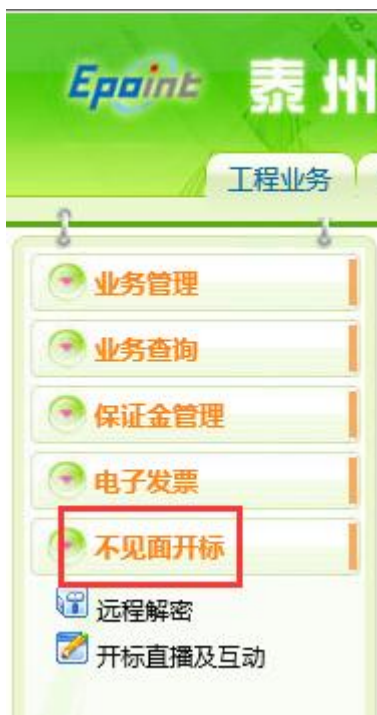 Epoint 泰州
工程业务
业务管理
业务查询
保证金管理
电子发票
不见面开标
远程解密
开标直播及互动